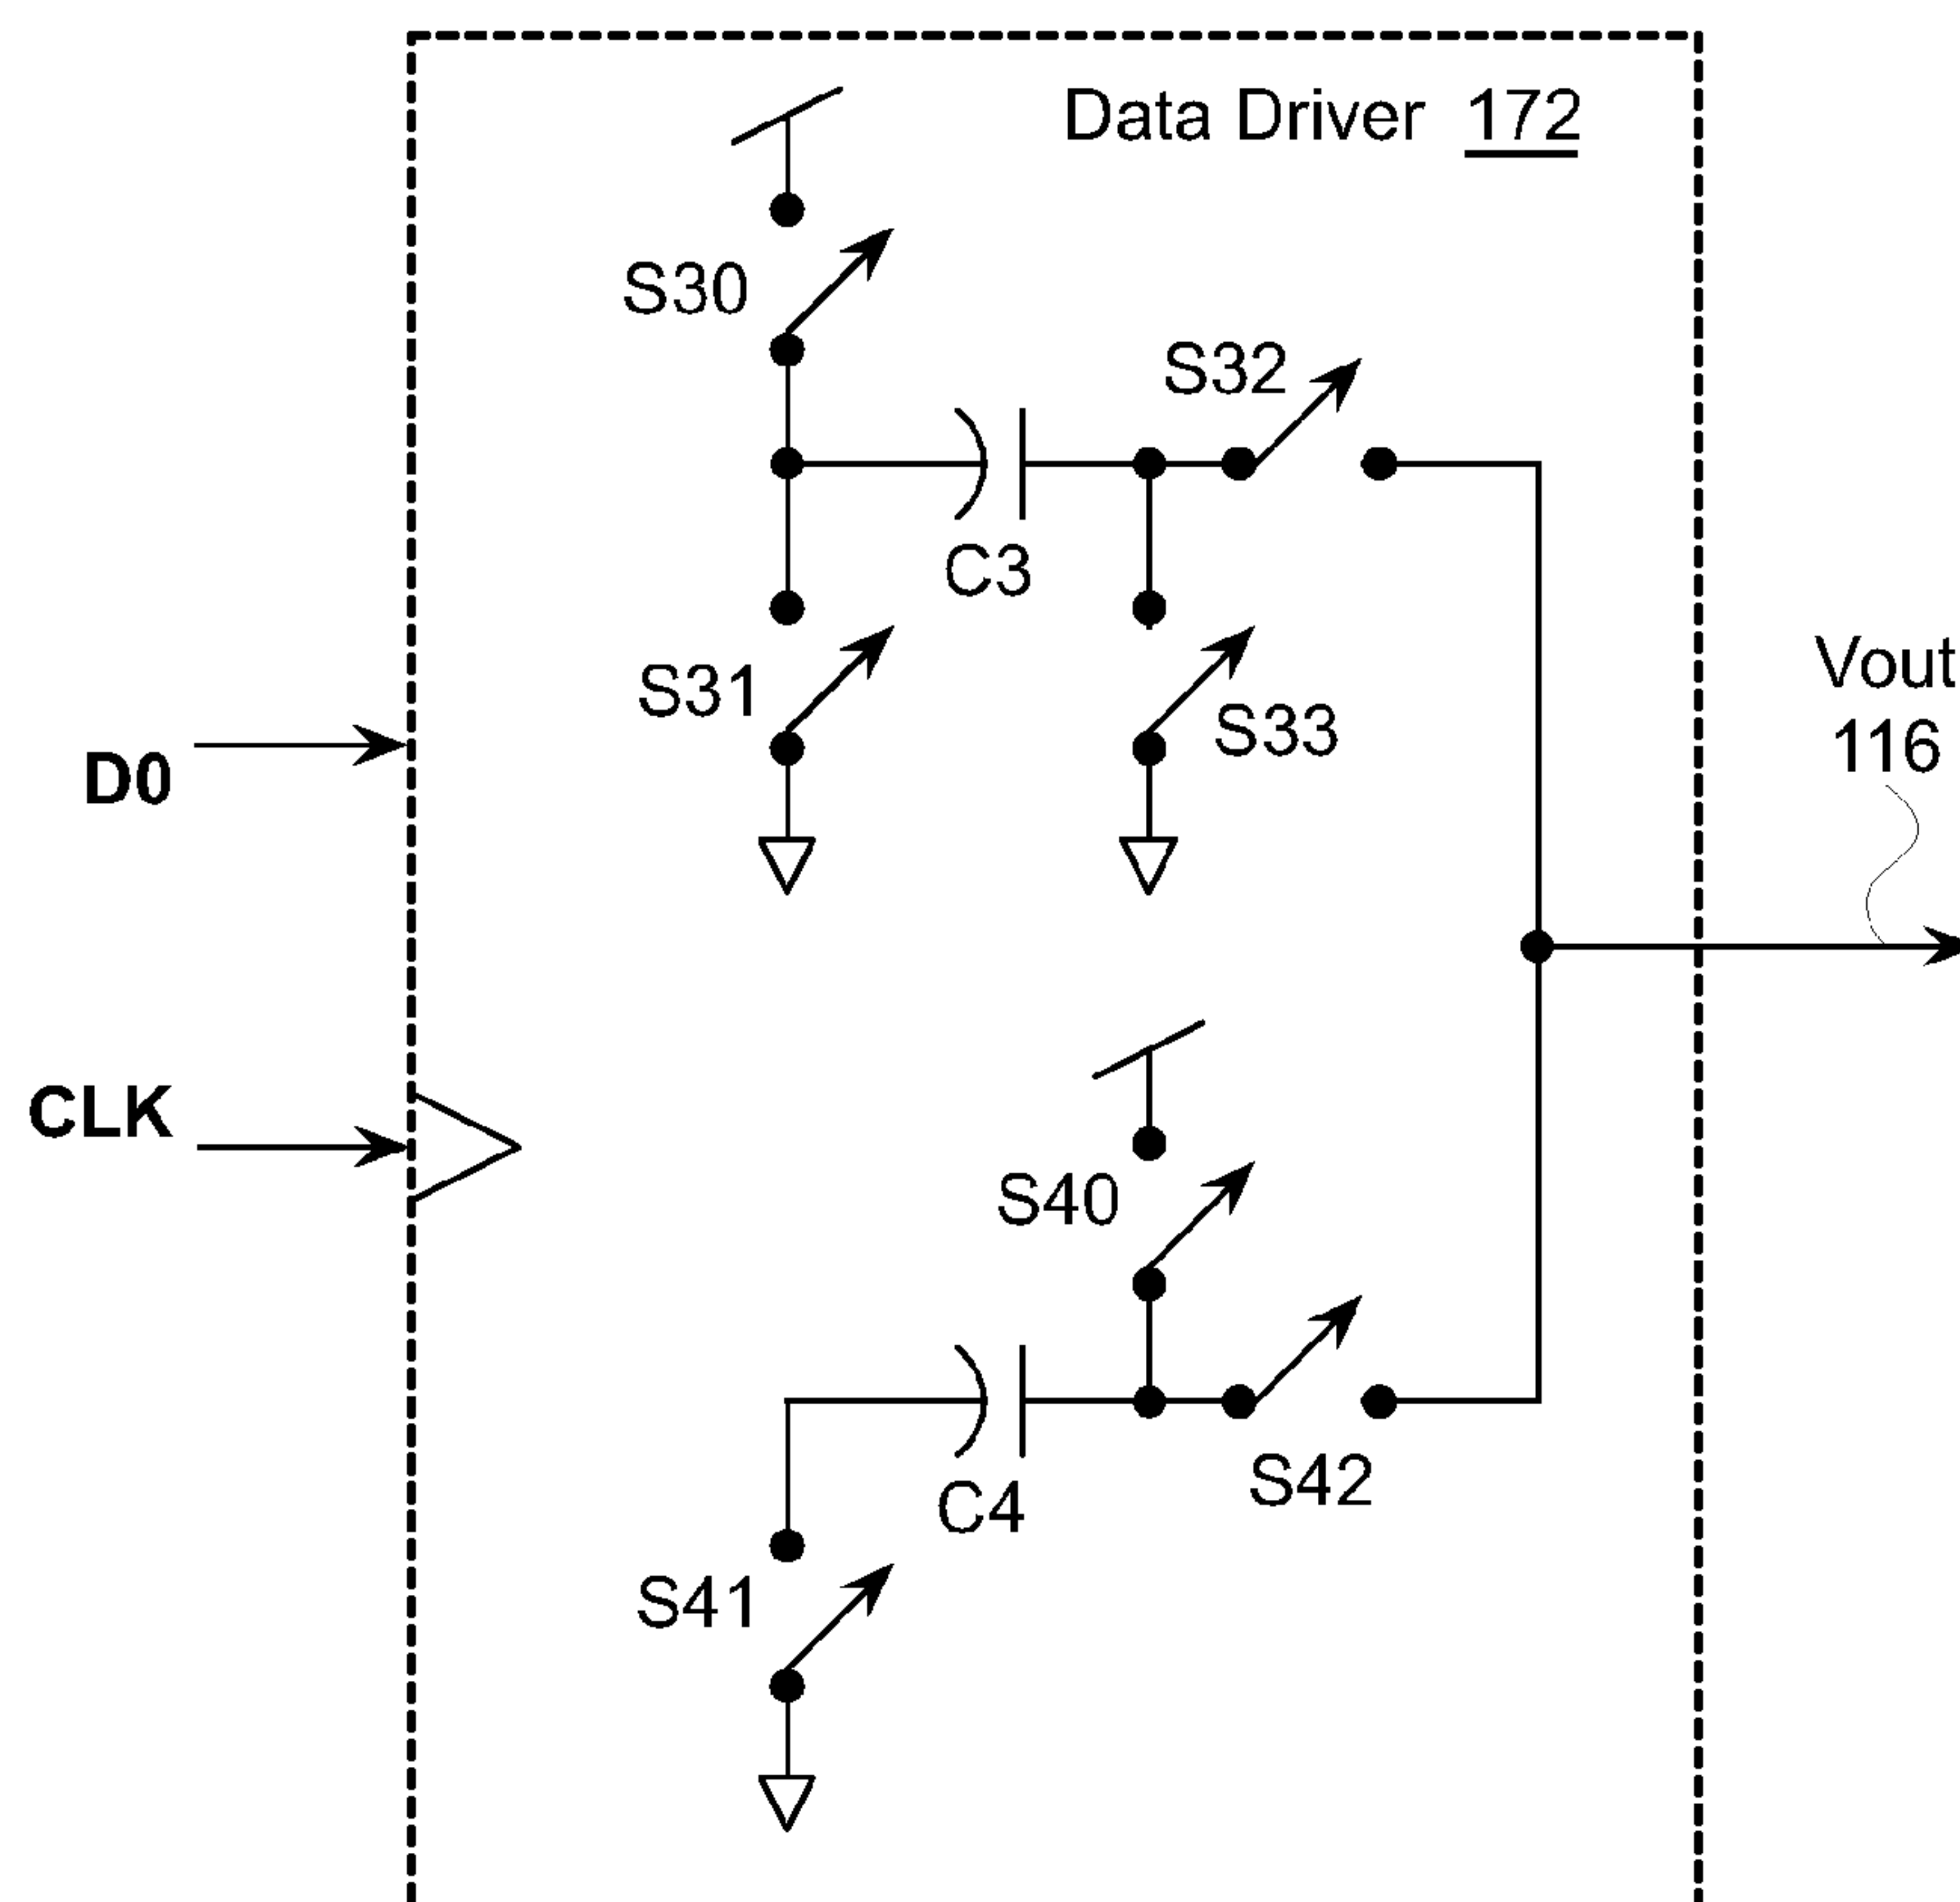 Data Driver 172
S30
S32
C3
S31
S33
Vout
116
D0
CLK
S40
S42
C4
S41